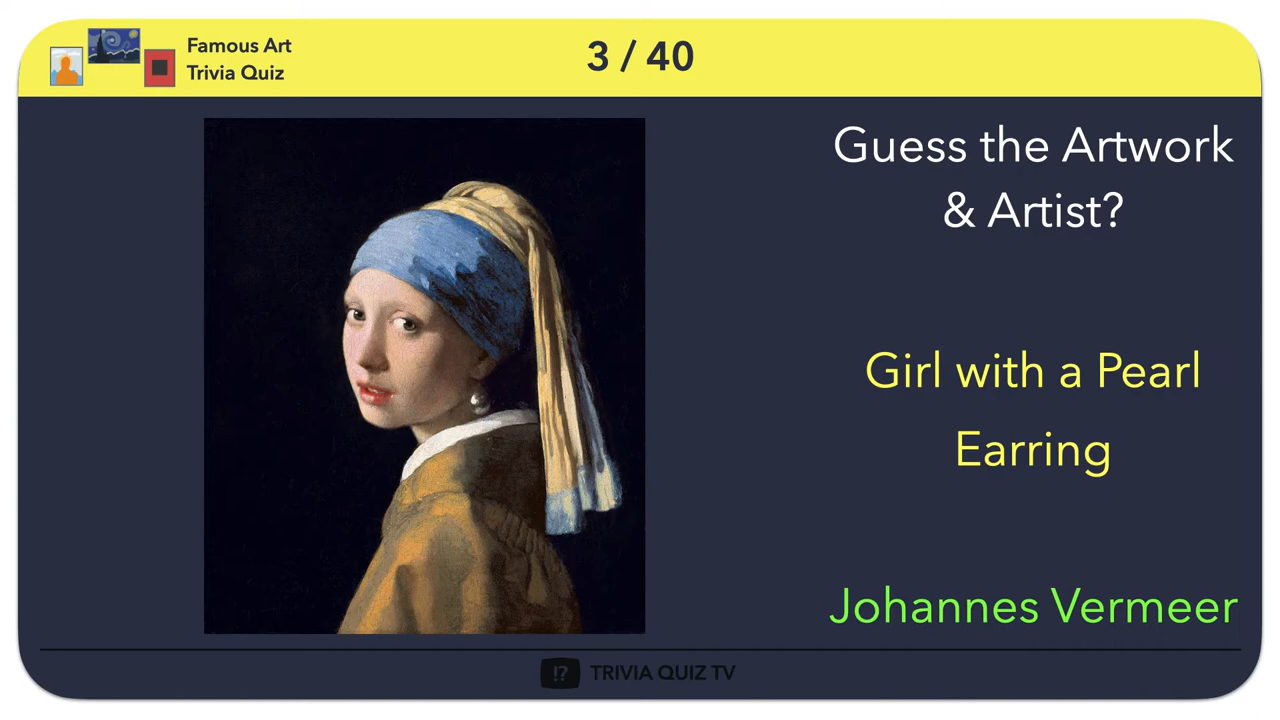 Famous Art
Trivia Quiz
3 / 40
Guess the Artwork
& Artist?
Girl with a Pearl
Earring
Johannes Vermeer
!?
TRIVIA QUIZ TV